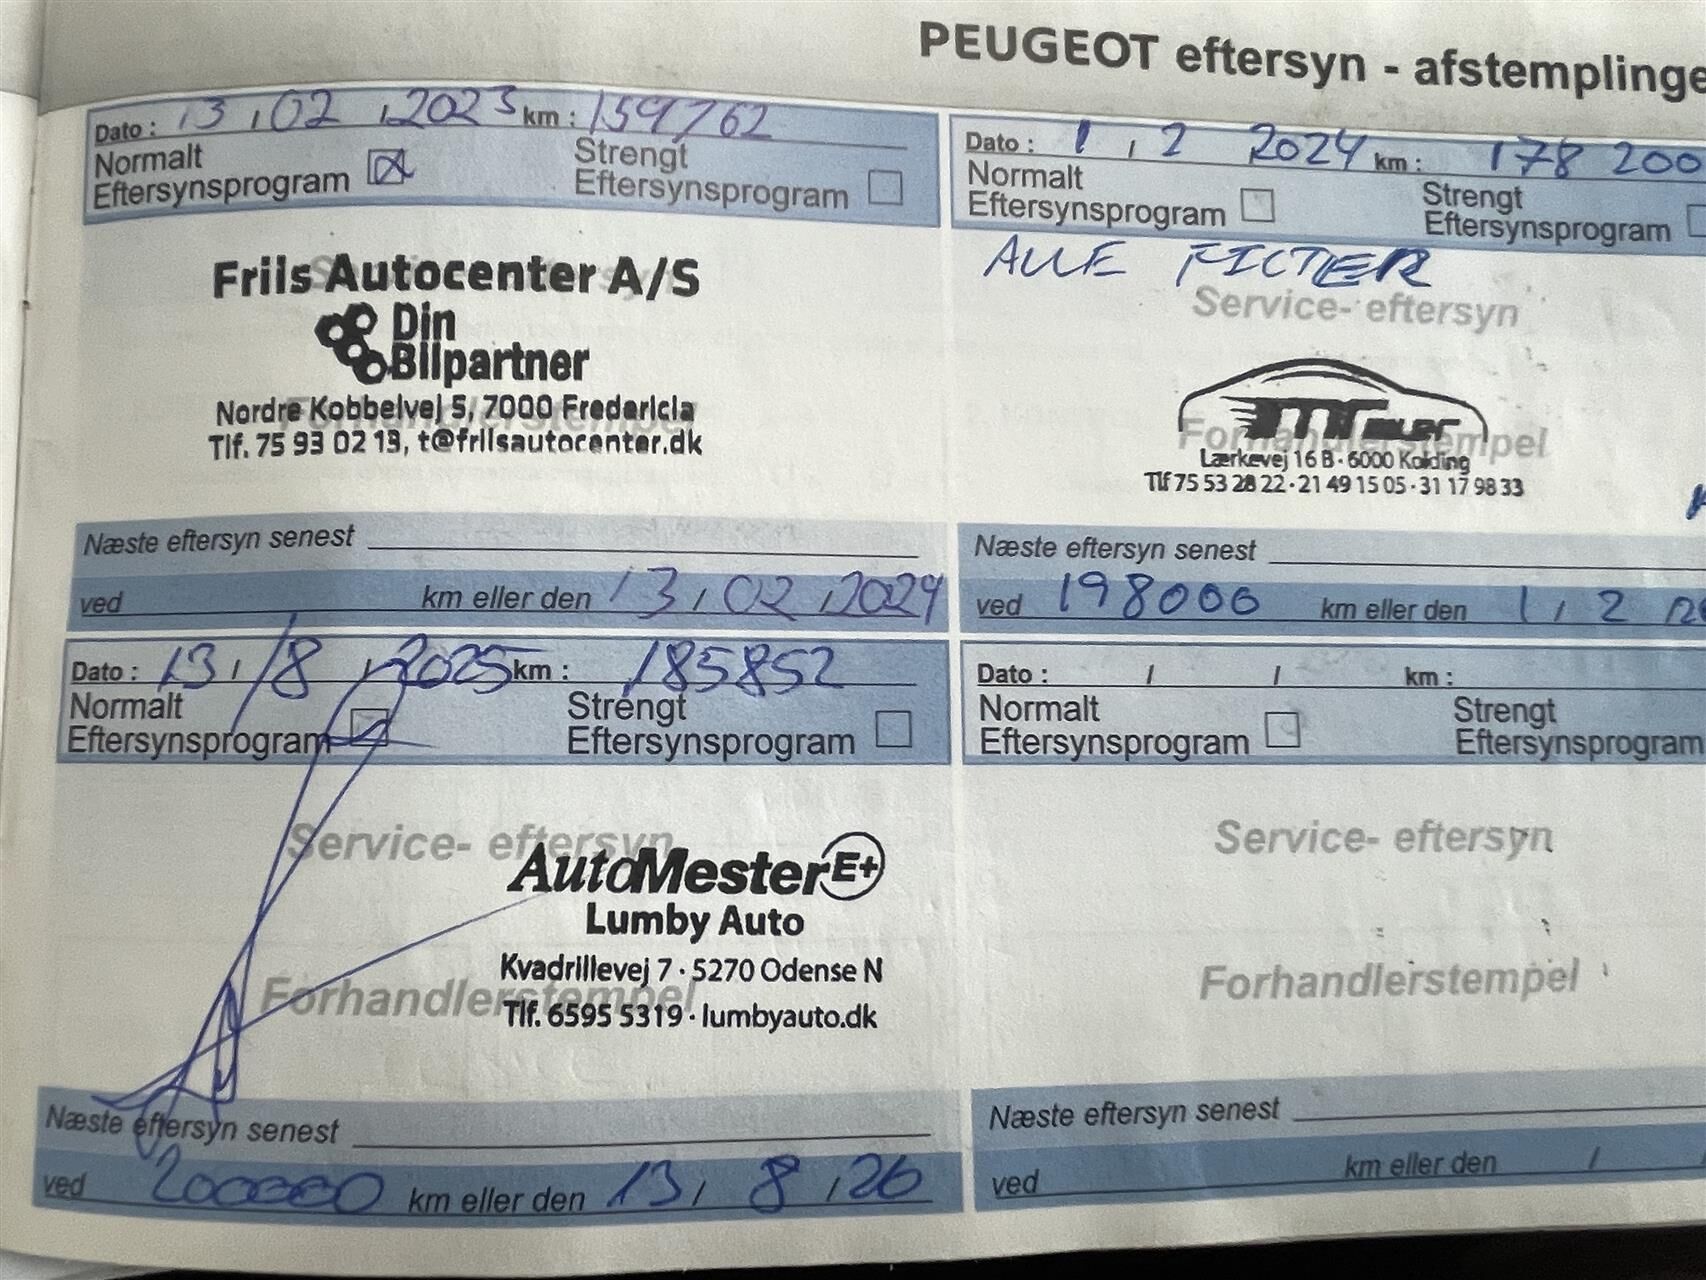 PEUGEOT eftersyn - afstemplinge
Dato : 13 , 02 , 2023 km : 159762
Normalt
Eftersynsprogram
Strengt
Eftersynsprogram
Friis Autocenter A/S
Din
Bilpartner
Nordre Kobbelvej 5, 7000 Fredericia
Tlf. 75 93 02 13, t@friisautocenter.dk
Næste eftersyn senest
ved km eller den 13 , 02 , 2024
Dato : 1 , 2 2024 km : 178 200
Normalt
Eftersynsprogram
Strengt
Eftersynsprogram
ALLE FILTER
Service- eftersyn
Forhandlerstempel
Lærkevej 16 B · 6000 Kolding
Tlf 75 53 28 22 · 21 49 15 05 · 31 17 98 33
Næste eftersyn senest
ved 198000 km eller den 1 , 2
Dato : 13 , /8 , 2025 km : 185852
Normalt
Eftersynsprogram
Strengt
Eftersynsprogram
Service- eftersyn
AutoMester E+
Lumby Auto
Kvadrillevej 7 · 5270 Odense N
Forhandlerstempel
Tlf. 6595 5319 · lumbyauto.dk
Næste eftersyn senest
ved 200000 km eller den 13 , 8 , 26
Dato : / / km :
Normalt
Eftersynsprogram
Strengt
Eftersynsprogram
Service- eftersyn
Forhandlerstempel
Næste eftersyn senest
ved km eller den /